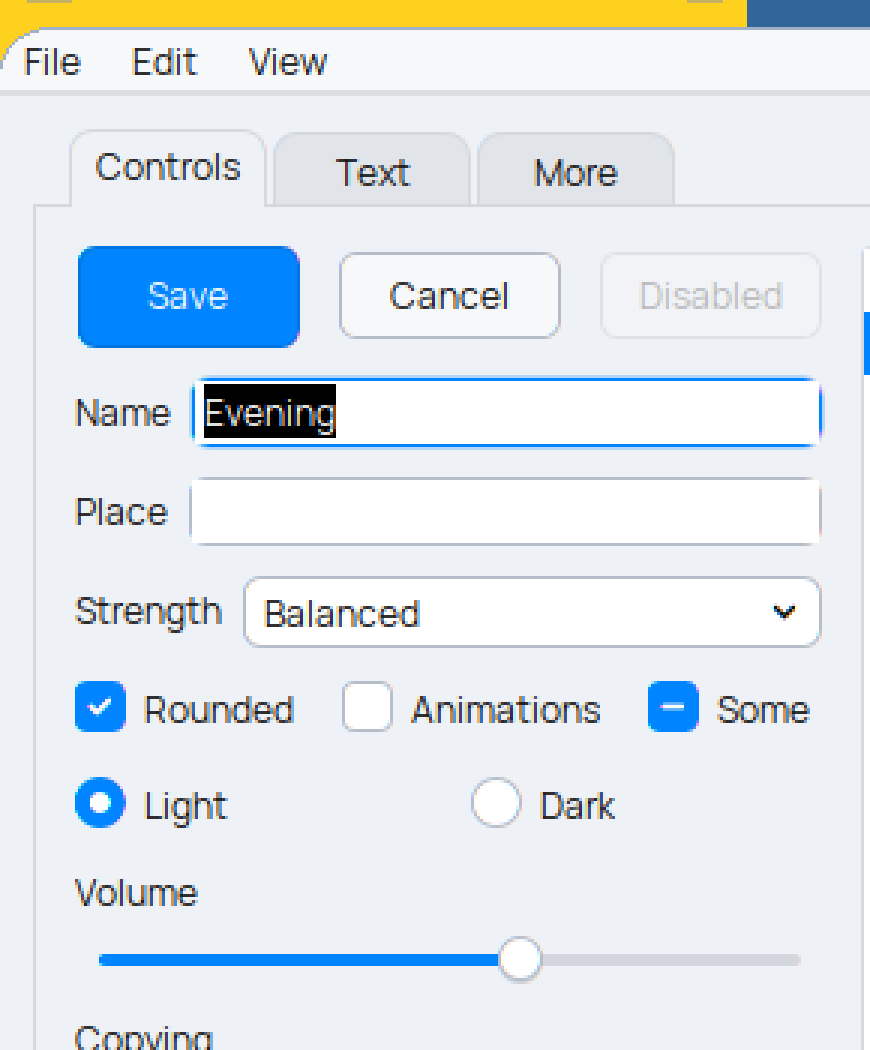 File Edit View
Controls Text More
Save Cancel Disabled
Name Evening
Place
Strength Balanced
Rounded Animations Some
Light Dark
Volume
Copying